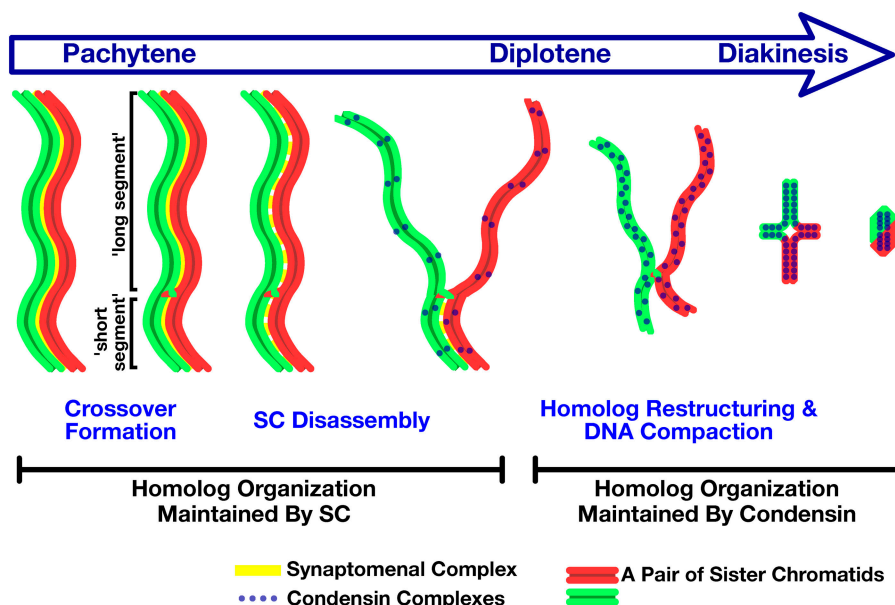 Pachytene
Diplotene
Diakinesis
'long segment'
'short
segment'
Crossover
Formation
SC Disassembly
Homolog Restructuring &
DNA Compaction
Homolog Organization
Maintained By SC
Homolog Organization
Maintained By Condensin
Synaptomenal Complex
Condensin Complexes
A Pair of Sister Chromatids